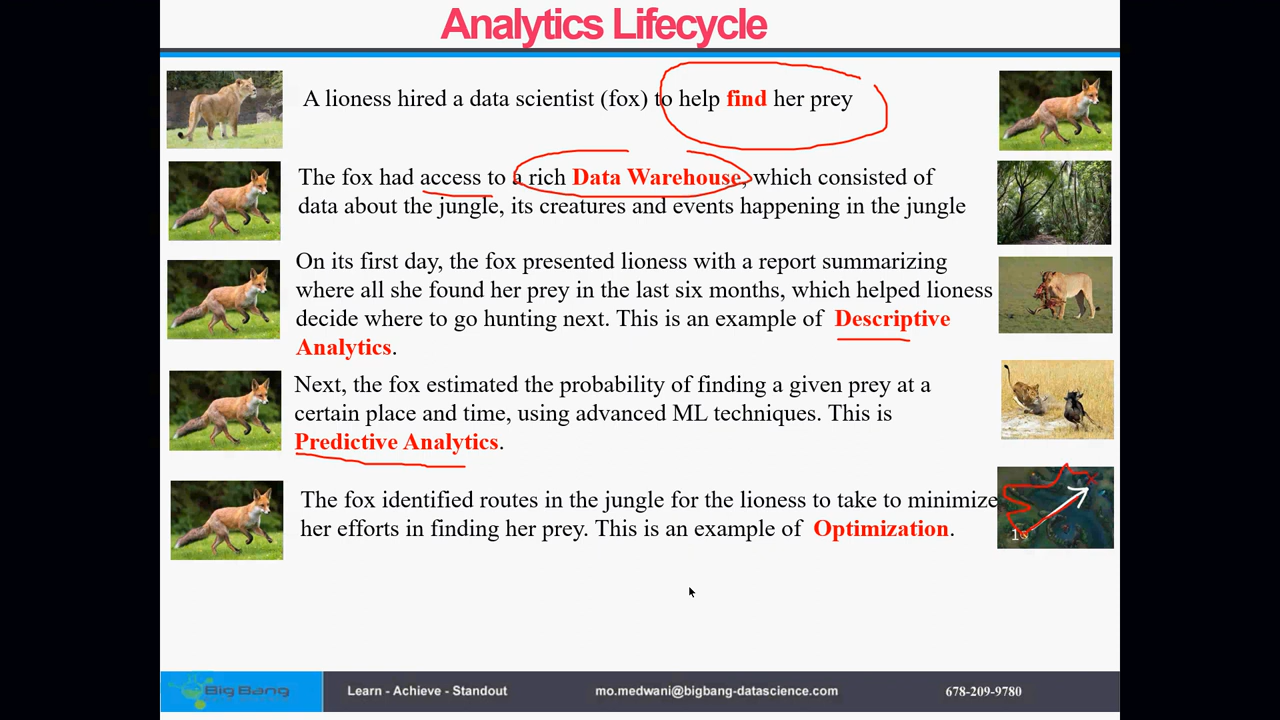 Analytics Lifecycle
A lioness hired a data scientist (fox) to help find her prey
The fox had access to a rich Data Warehouse, which consisted of
data about the jungle, its creatures and events happening in the jungle
On its first day, the fox presented lioness with a report summarizing
where all she found her prey in the last six months, which helped lioness
decide where to go hunting next. This is an example of Descriptive
Analytics.
Next, the fox estimated the probability of finding a given prey at a
certain place and time, using advanced ML techniques. This is
Predictive Analytics.
The fox identified routes in the jungle for the lioness to take to minimize
her efforts in finding her prey. This is an example of Optimization.
1
Big Bang
Learn - Achieve - Standout
mo.medwani@bigbang-datascience.com
678-209-9780